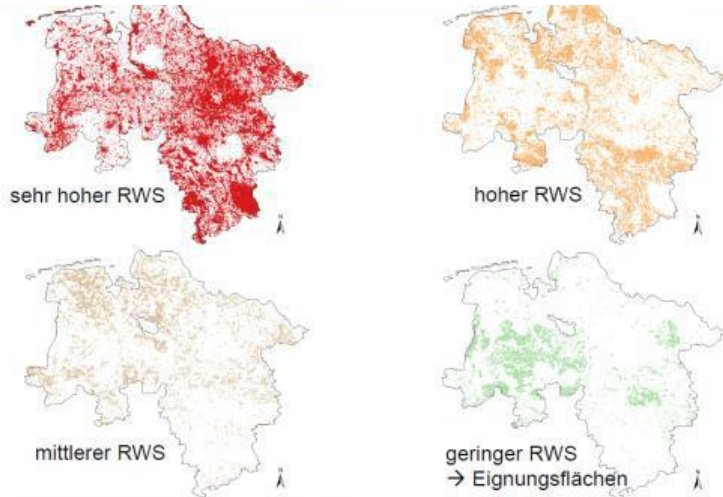 sehr hoher RWS
hoher RWS
mittlerer RWS
geringer RWS
→ Eignungsflächen